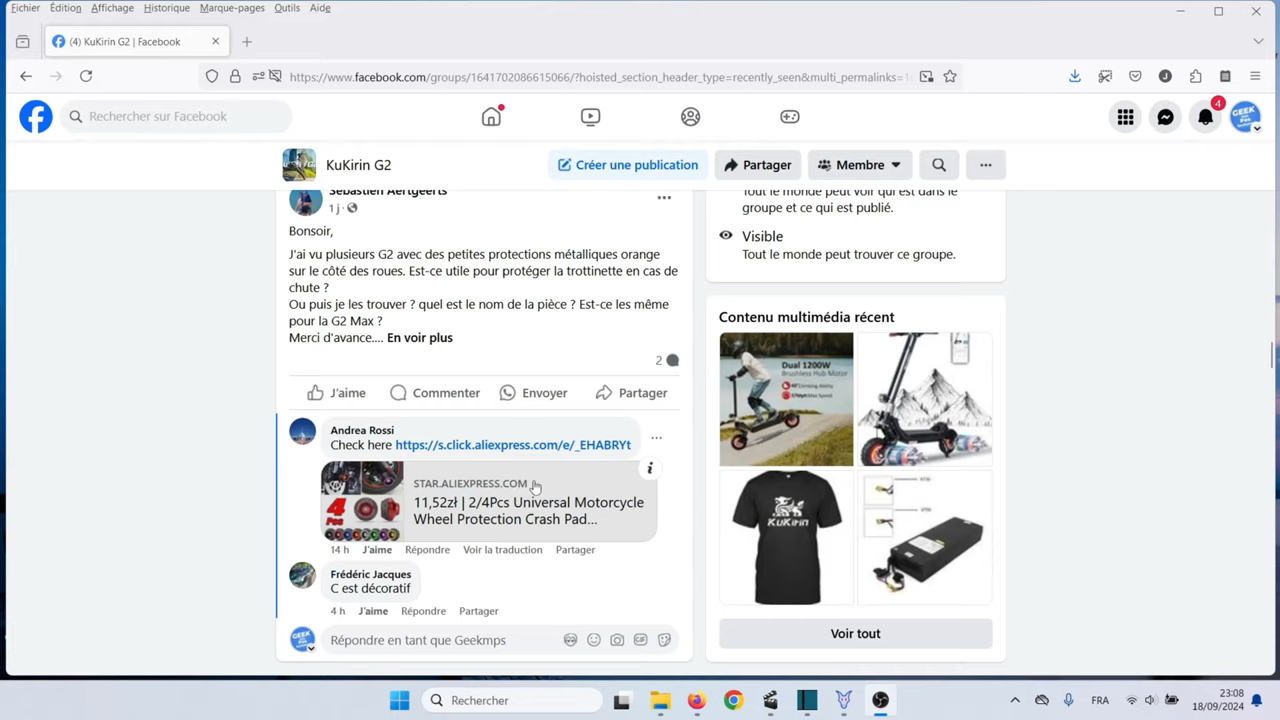 Fichier Édition Affichage Historique Marque-pages Outils Aide
(4) KuKirin G2 | Facebook
https://www.facebook.com/groups/1641702086615066/?hoisted_section_header_type=recently_seen&multi_permalinks=1
Rechercher sur Facebook
4
GEEK
KuKirin G2
Créer une publication
Partager
Membre
Sébastien Aertgeerts
1 j
Bonsoir,
J'ai vu plusieurs G2 avec des petites protections métalliques orange
sur le côté des roues. Est-ce utile pour protéger la trottinette en cas de
chute ?
Ou puis je les trouver ? quel est le nom de la pièce ? Est-ce les même
pour la G2 Max ?
Merci d'avance.... En voir plus
2
J'aime Commenter Envoyer Partager
Andrea Rossi
Check here https://s.click.aliexpress.com/e/_EHABRYt
4
Pcs
STAR.ALIEXPRESS.COM
11,52zł | 2/4Pcs Universal Motorcycle
Wheel Protection Crash Pad...
14 h J'aime Répondre Voir la traduction Partager
Frédéric Jacques
C est décoratif
4 h J'aime Répondre Partager
Répondre en tant que Geekmps
Tout le monde peut voir qui est dans le
groupe et ce qui est publié.
Visible
Tout le monde peut trouver ce groupe.
Contenu multimédia récent
Dual 1200W
Brushless Hub Motor
KuKirin
Voir tout
Rechercher
FRA
23:08
18/09/2024